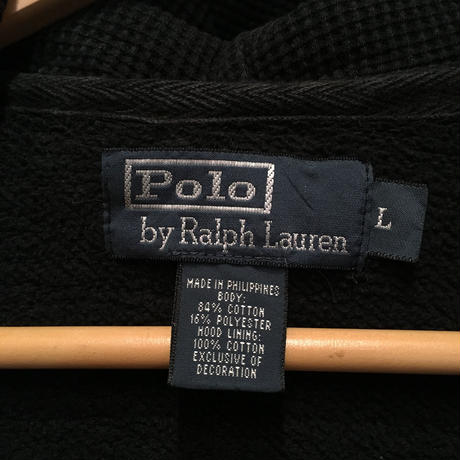 Polo
by Ralph Lauren
L
MADE IN PHILIPPINES
BODY:
84% COTTON
16% POLYESTER
HOOD LINING:
100% COTTON
EXCLUSIVE OF
DECORATION